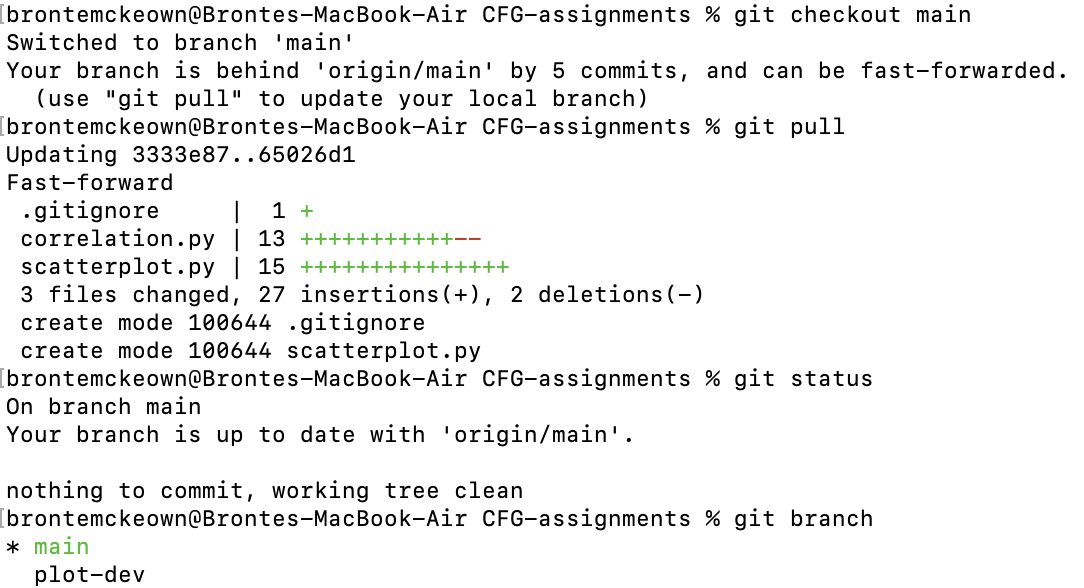 [brontemckeown@Brontes-MacBook-Air CFG-assignments % git checkout main
Switched to branch 'main'
Your branch is behind 'origin/main' by 5 commits, and can be fast-forwarded.
  (use "git pull" to update your local branch)
[brontemckeown@Brontes-MacBook-Air CFG-assignments % git pull
Updating 3333e87..65026d1
Fast-forward
 .gitignore     |  1 +
 correlation.py | 13 +++++++++++--
 scatterplot.py | 15 +++++++++++++++
 3 files changed, 27 insertions(+), 2 deletions(-)
 create mode 100644 .gitignore
 create mode 100644 scatterplot.py
[brontemckeown@Brontes-MacBook-Air CFG-assignments % git status
On branch main
Your branch is up to date with 'origin/main'.

nothing to commit, working tree clean
[brontemckeown@Brontes-MacBook-Air CFG-assignments % git branch
* main
  plot-dev